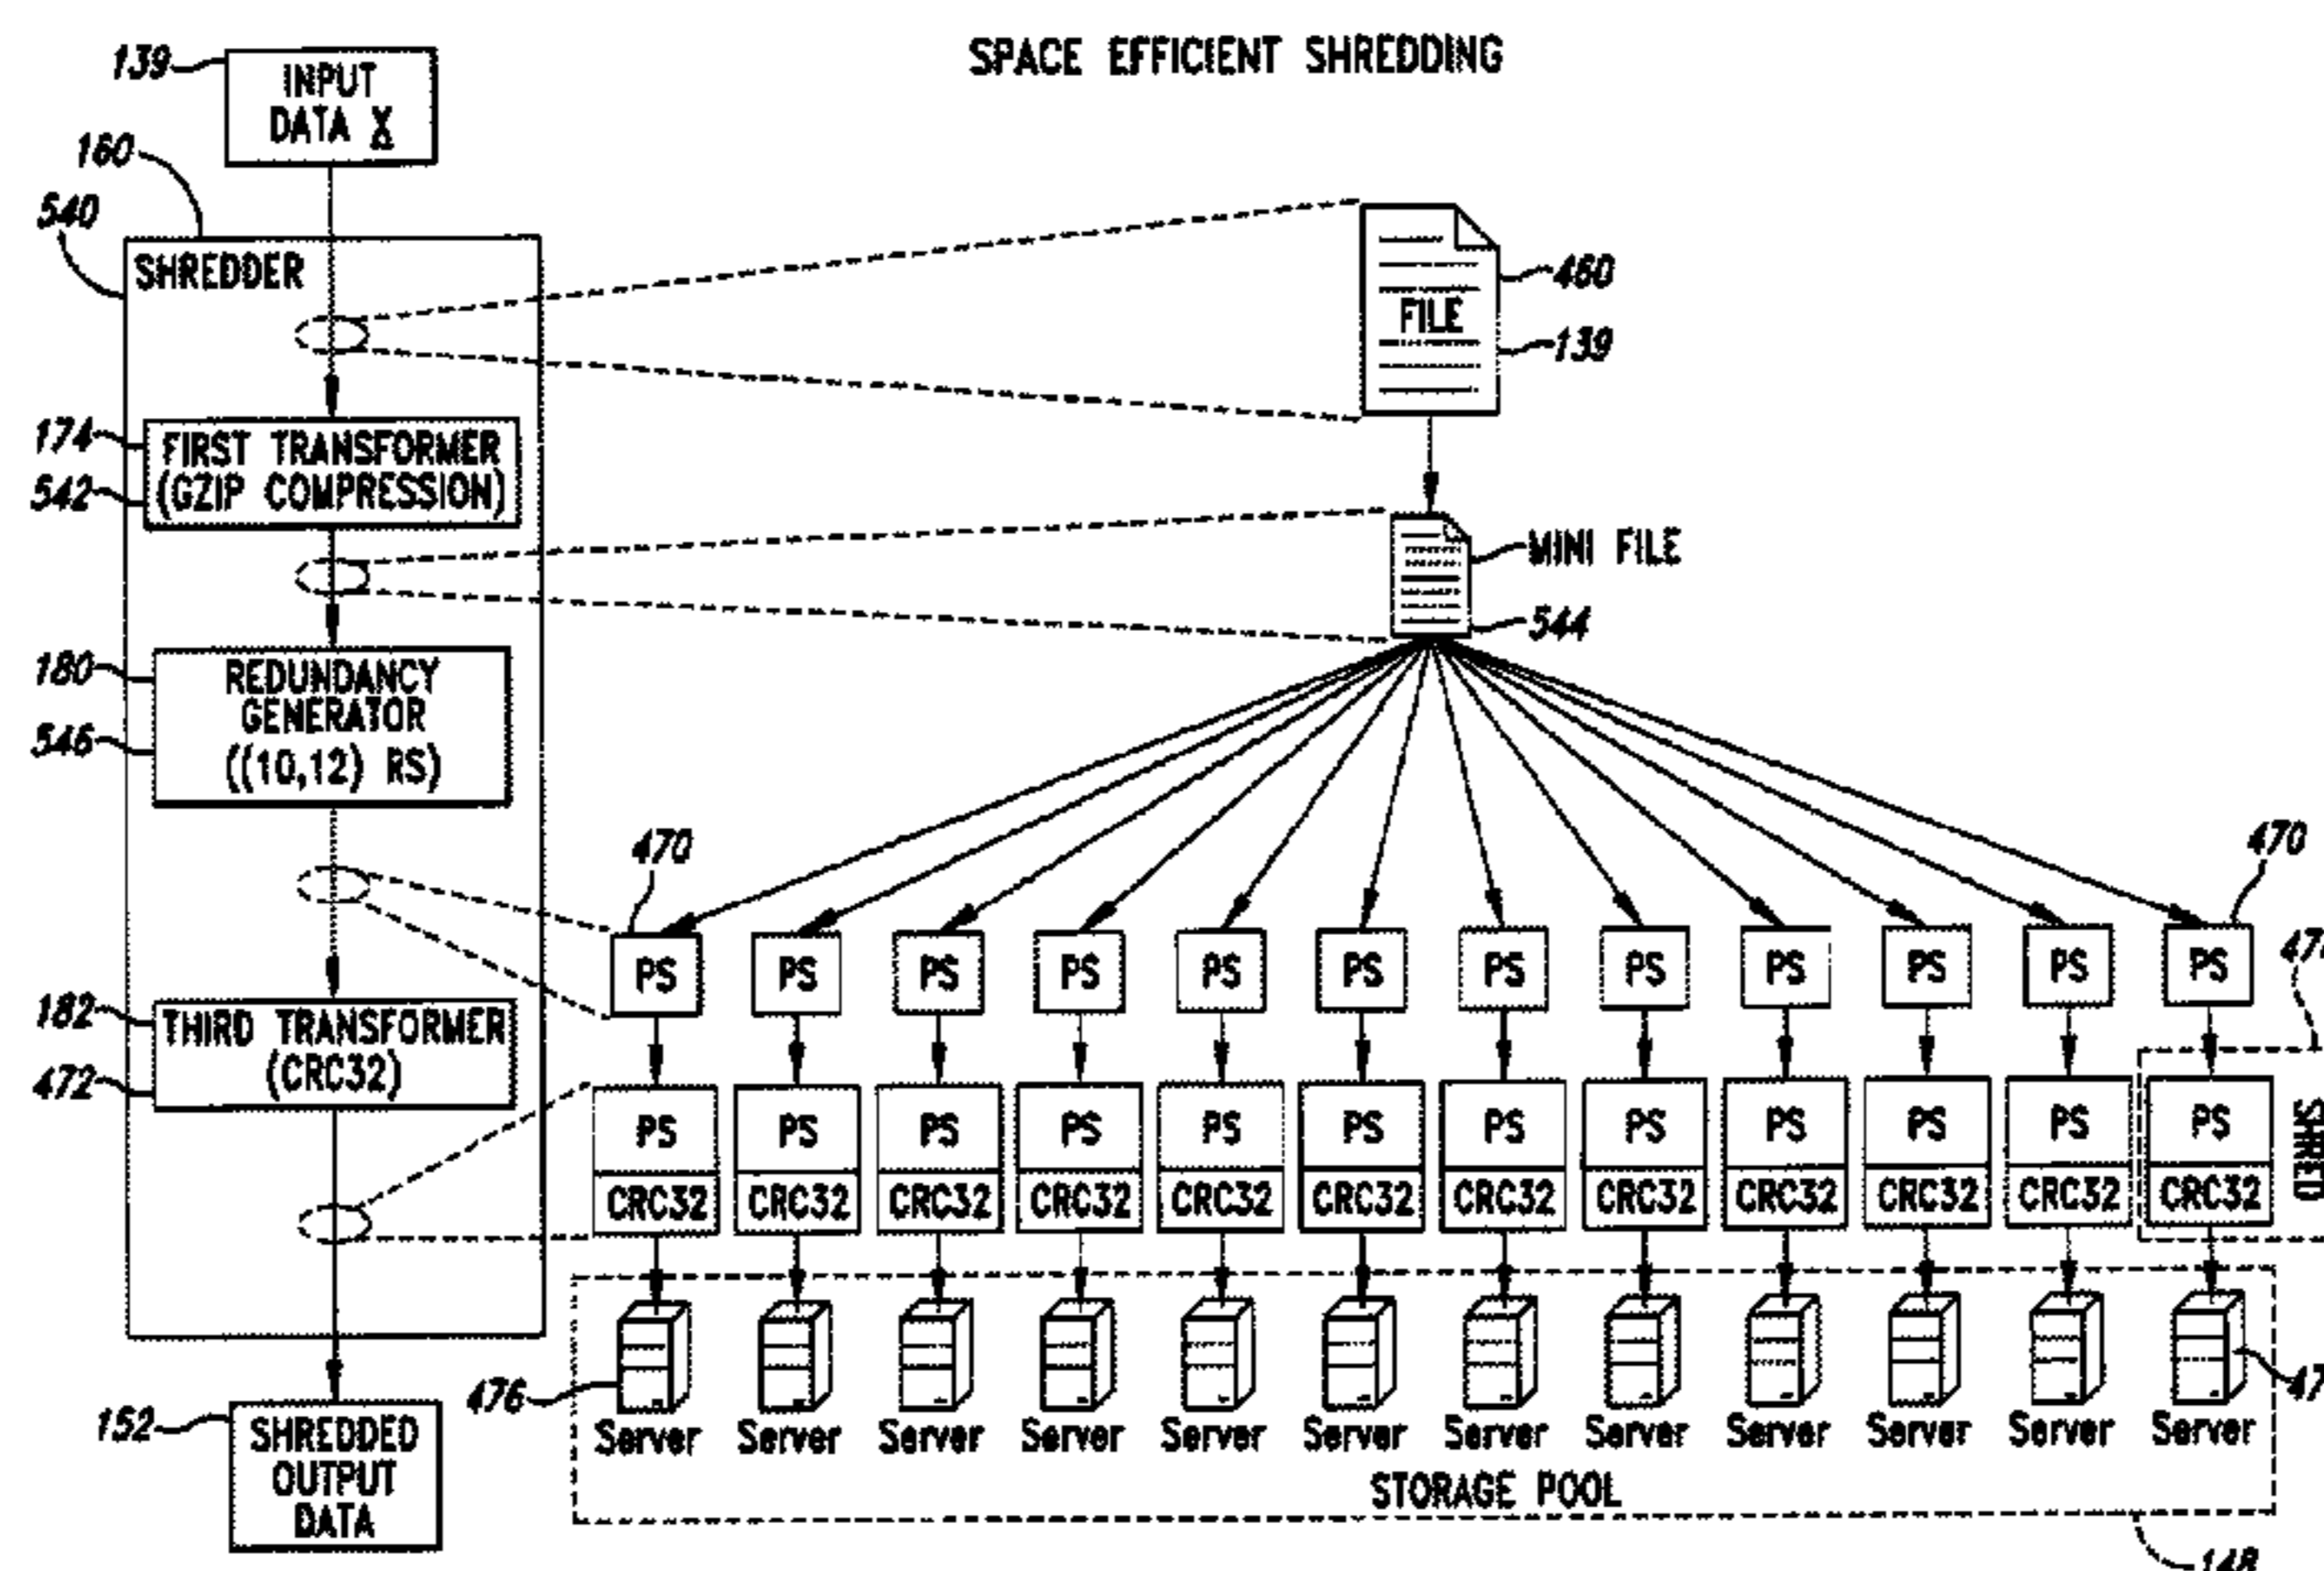 SPACE EFFICIENT SHREDDING
139
INPUT
DATA X
160
540
SHREDDER
460
FILE
139
174
FIRST TRANSFORMER
542
(GZIP COMPRESSION)
MINI FILE
544
180
REDUNDANCY
GENERATOR
546
((10,12) RS)
470
470
PS PS PS PS PS PS PS PS PS PS PS PS
182
THIRD TRANSFORMER
472
(CRC32)
PS PS PS PS PS PS PS PS PS PS PS PS
CRC32 CRC32 CRC32 CRC32 CRC32 CRC32 CRC32 CRC32 CRC32 CRC32 CRC32 CRC32
SHRED
476
Server Server Server Server Server Server Server Server Server Server Server Server
STORAGE POOL
148
152
SHREDDED
OUTPUT
DATA